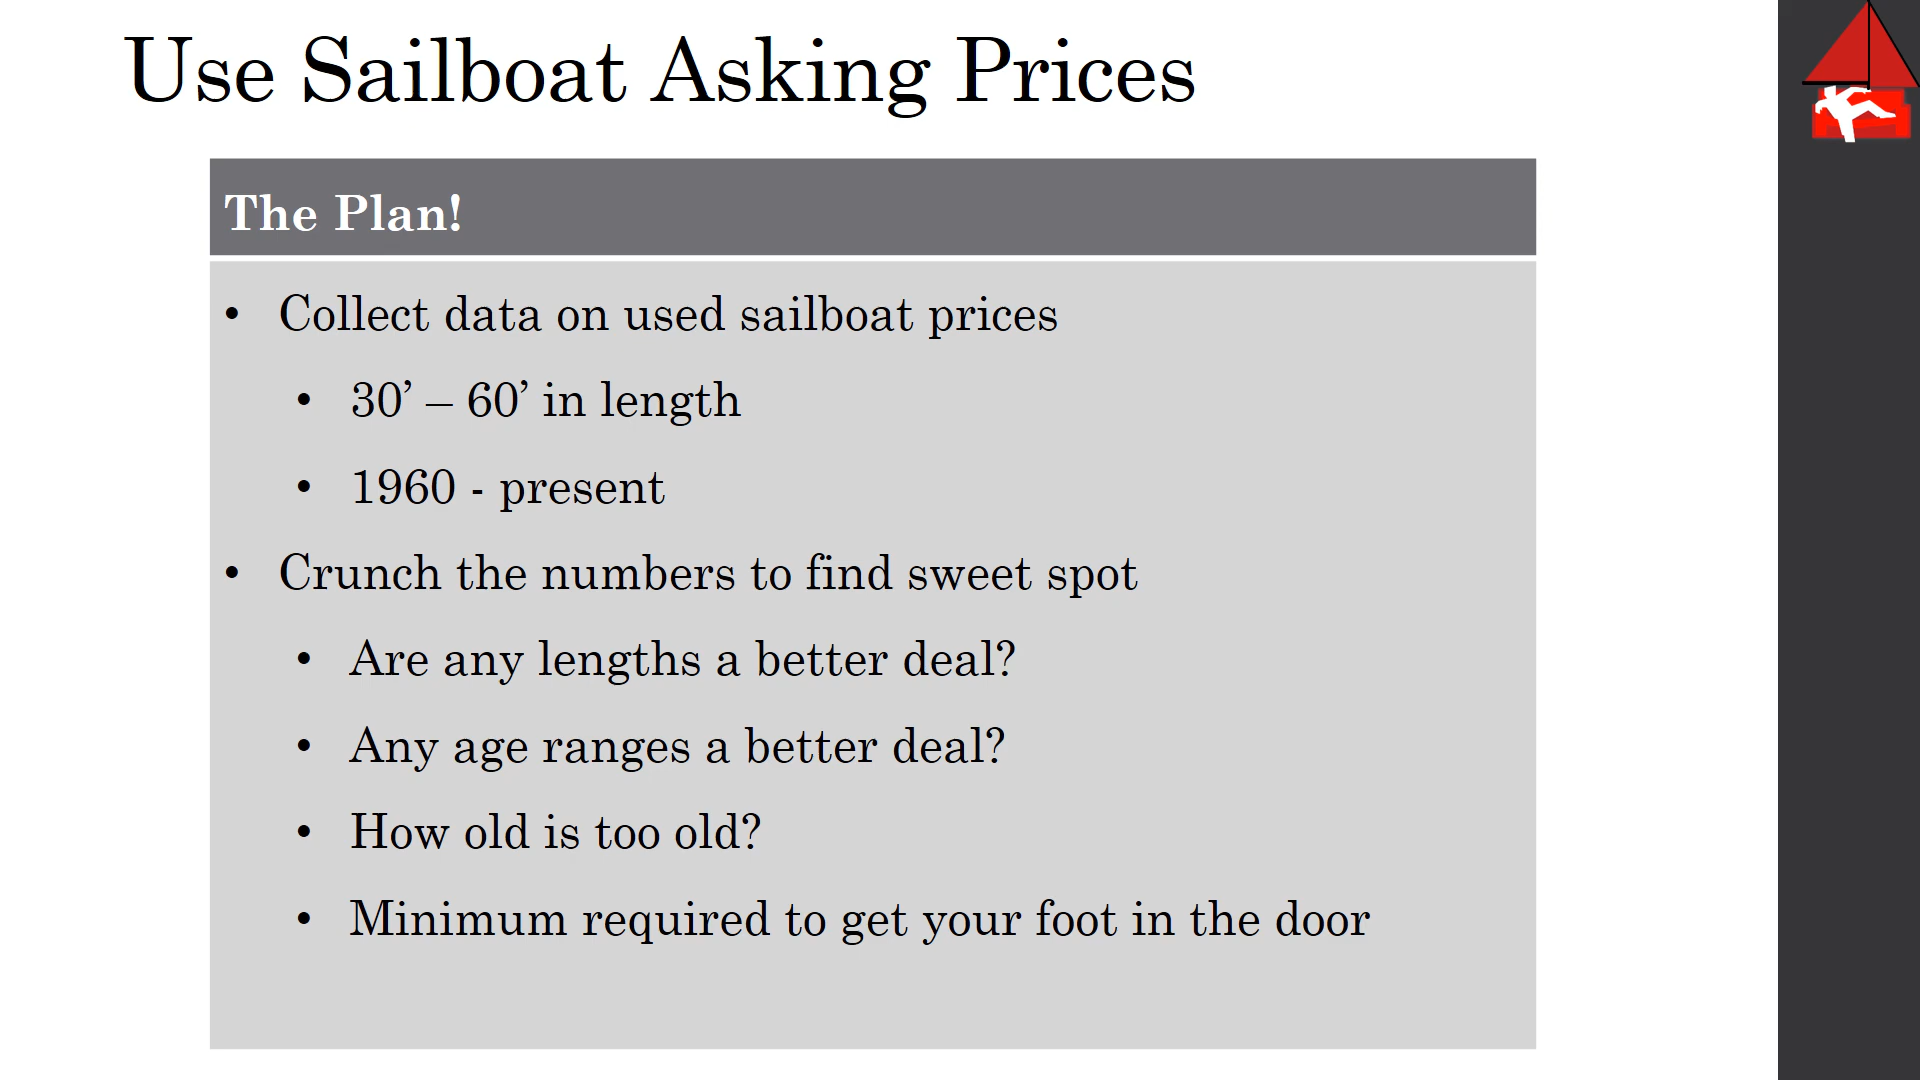 Use Sailboat Asking Prices
The Plan!
• Collect data on used sailboat prices
• 30’ – 60’ in length
• 1960 - present
• Crunch the numbers to find sweet spot
• Are any lengths a better deal?
• Any age ranges a better deal?
• How old is too old?
• Minimum required to get your foot in the door